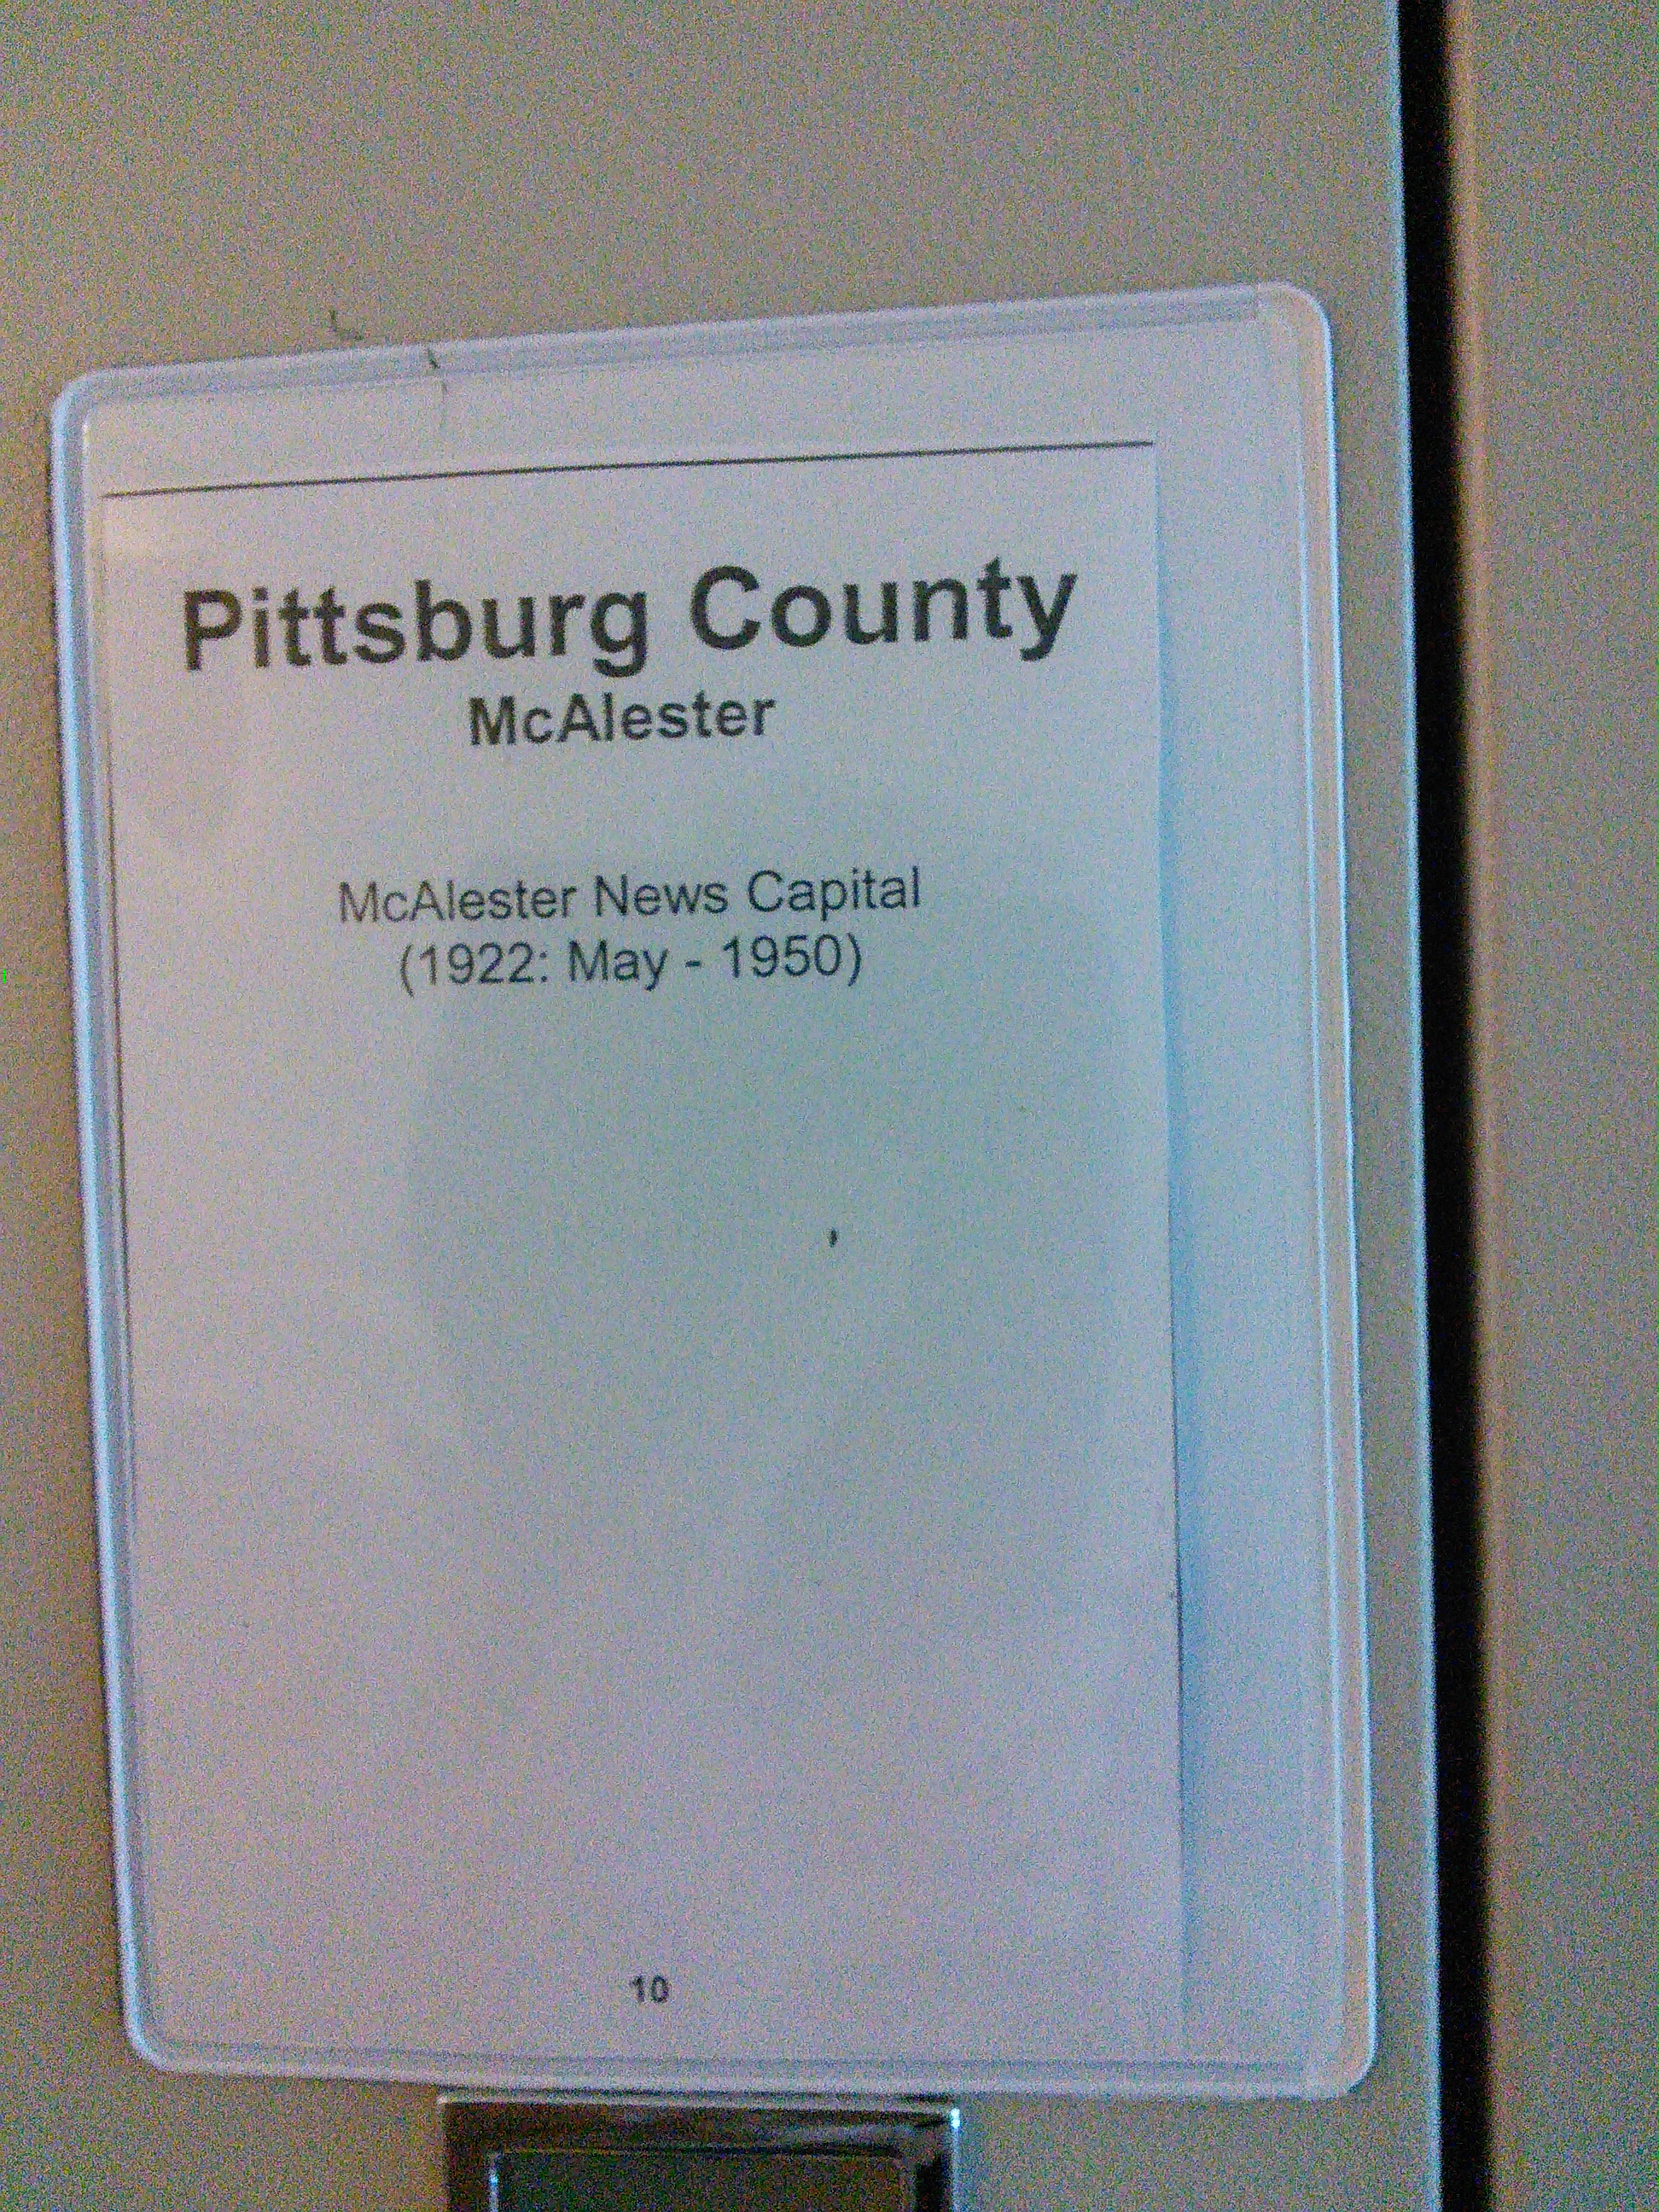 Pittsburg County
McAlester
McAlester News Capital
(1922: May - 1950)
10